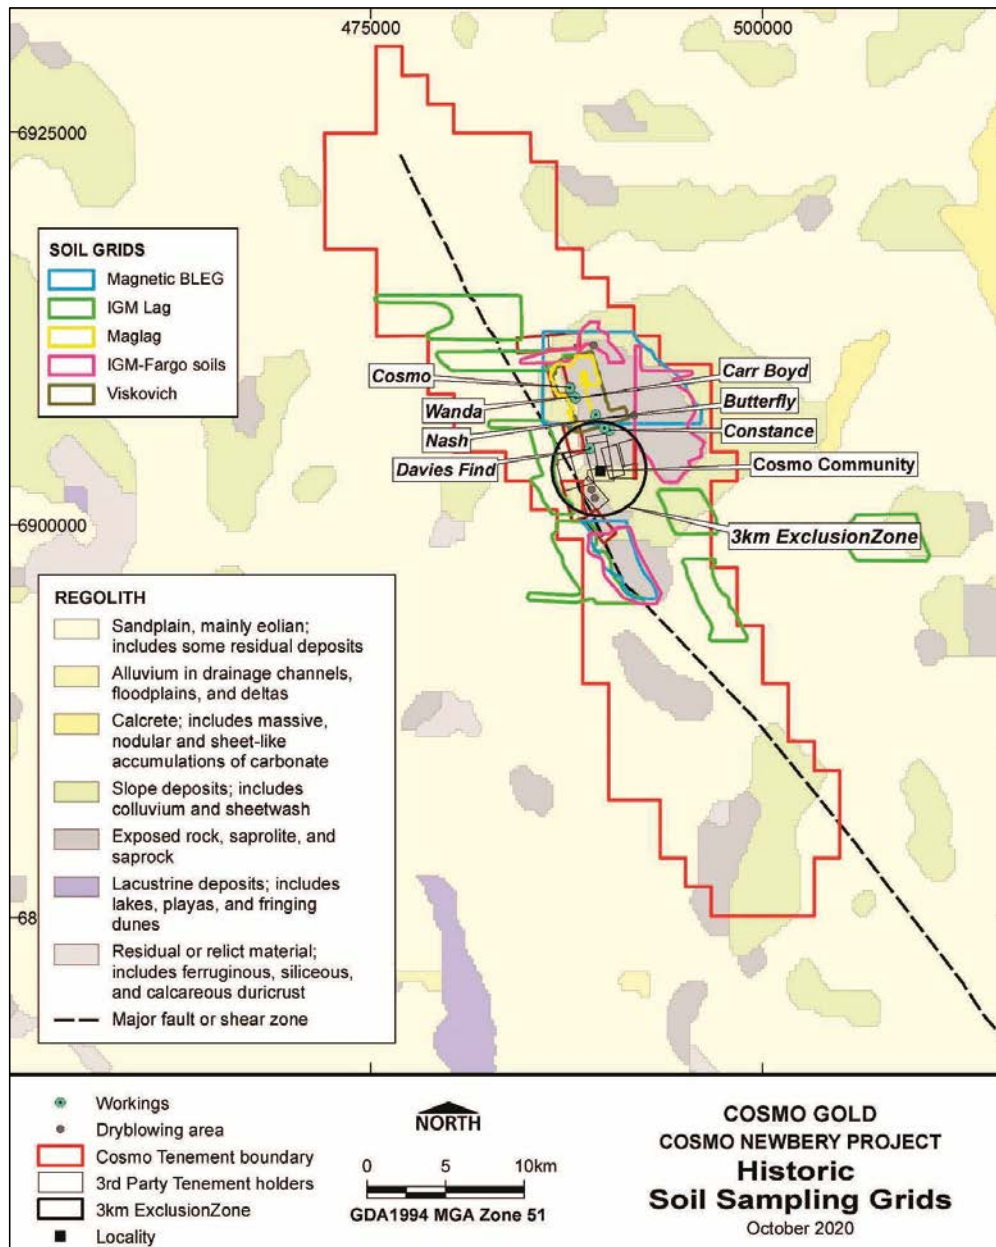 475000
500000
6925000
SOIL GRIDS
Magnetic BLEG
IGM Lag
Maglag
IGM-Fargo soils
Viskovich
Cosmo
Carr Boyd
Wanda
Butterfly
Nash
Constance
Davies Find
Cosmo Community
6900000
3km ExclusionZone
REGOLITH
Sandplain, mainly eolian;
includes some residual deposits
Alluvium in drainage channels,
floodplains, and deltas
Calcrete; includes massive,
nodular and sheet-like
accumulations of carbonate
Slope deposits; includes
colluvium and sheetwash
Exposed rock, saprolite, and
saprock
Lacustrine deposits; includes
lakes, playas, and fringing
dunes
68
Residual or relict material;
includes ferruginous, siliceous,
and calcareous duricrust
Major fault or shear zone
Workings
Dryblowing area
Cosmo Tenement boundary
3rd Party Tenement holders
3km ExclusionZone
Locality
NORTH
0 5 10km
GDA1994 MGA Zone 51
COSMO GOLD
COSMO NEWBERY PROJECT
Historic
Soil Sampling Grids
October 2020